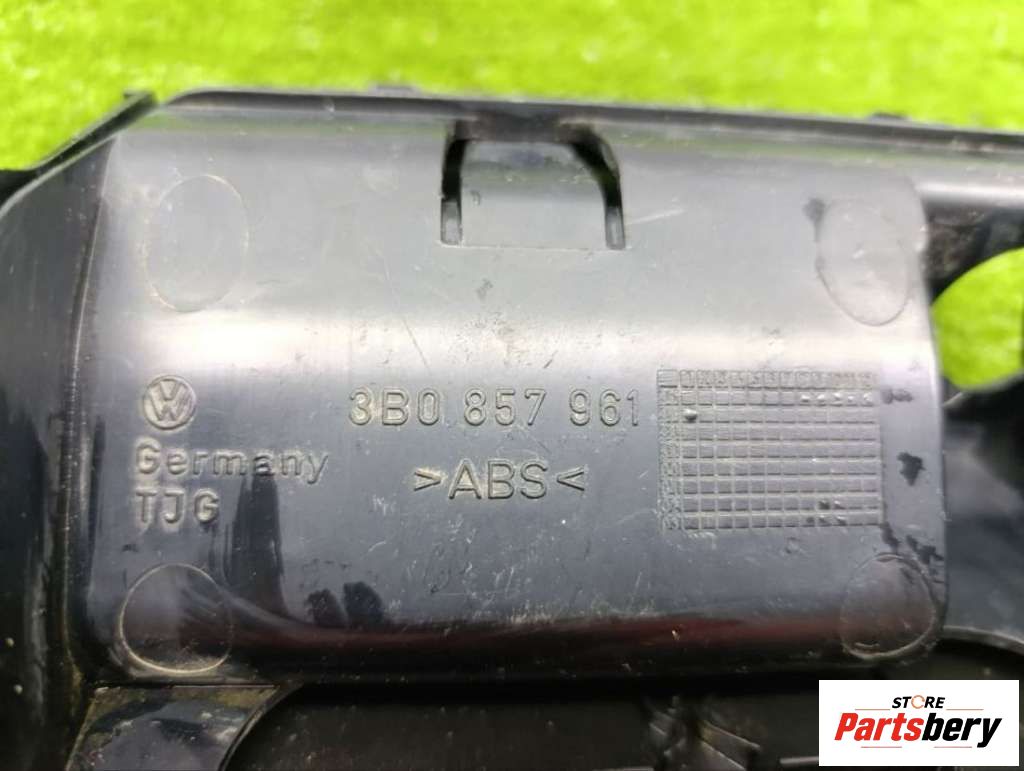 3B0 857 961
Germany
>ABS<
TJG
STORE
Partsbery